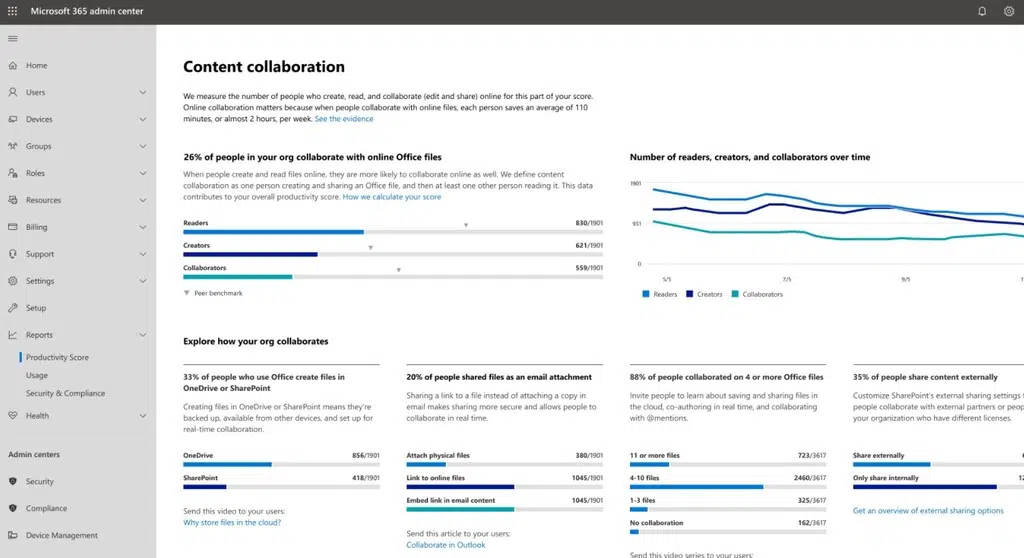 Microsoft 365 admin center
Home
Users
Devices
Groups
Roles
Resources
Billing
Support
Settings
Setup
Reports
Productivity Score
Usage
Security & Compliance
Health
Admin centers
Security
Compliance
Device Management
Content collaboration
We measure the number of people who create, read, and collaborate (edit and share) online for this part of your score.
Online collaboration matters because when people collaborate with online files, each person saves an average of 110
minutes, or almost 2 hours, per week. See the evidence
26% of people in your org collaborate with online Office files
When people create and read files online, they are more likely to collaborate online as well. We define content
collaboration as one person creating and sharing an Office file, and then at least one other person reading it. This data
contributes to your overall productivity score. How we calculate your score
Readers 830/1901
Creators 621/1901
Collaborators 559/1901
Peer benchmark
Number of readers, creators, and collaborators over time
1901
951
0
5/5 7/5 9/5 1
Readers Creators Collaborators
Explore how your org collaborates
33% of people who use Office create files in
OneDrive or SharePoint
Creating files in OneDrive or SharePoint means they're
backed up, available from other devices, and set up for
real-time collaboration.
OneDrive 856/1901
SharePoint 418/1901
Send this video to your users:
Why store files in the cloud?
20% of people shared files as an email attachment
Sharing a link to a file instead of attaching a copy in
email makes sharing more secure and allows people to
collaborate in real time.
Attach physical files 380/1901
Link to online files 1045/1901
Embed link in email content 1045/1901
Send this article to your users:
Collaborate in Outlook
88% of people collaborated on 4 or more Office files
Invite people to learn about saving and sharing files in
the cloud, co-authoring in real time, and collaborating
with @mentions.
11 or more files 723/3617
4-10 files 2460/3617
1-3 files 325/3617
No collaboration 162/3617
Send this video series to your users:
35% of people share content externally
Customize SharePoint's external sharing settings t
people collaborate with external partners or peop
your organization who have different licenses.
Share externally
Only share internally 12
Get an overview of external sharing options